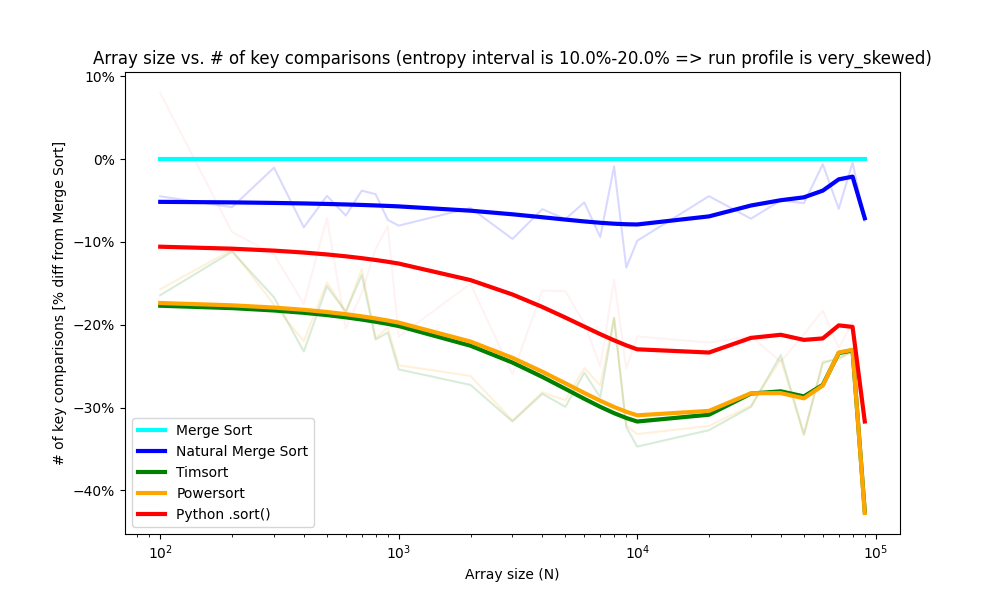 Array size vs. # of key comparisons (entropy interval is 10.0%-20.0% => run profile is very_skewed)
# of key comparisons [% diff from Merge Sort]
10%
0%
−10%
−20%
−30%
−40%
Merge Sort
Natural Merge Sort
Timsort
Powersort
Python .sort()
10² 10³ 10⁴ 10⁵
Array size (N)